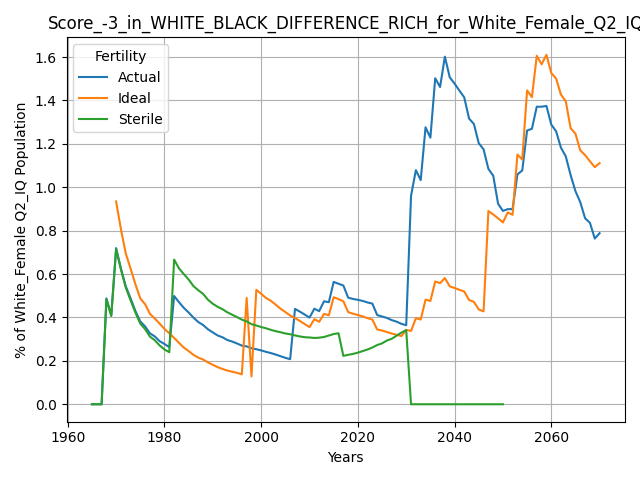 Score_-3_in_WHITE_BLACK_DIFFERENCE_RICH_for_White_Female_Q2_IQ
Fertility
Actual
Ideal
Sterile
% of White_Female Q2_IQ Population
1.6
1.4
1.2
1.0
0.8
0.6
0.4
0.2
0.0
1960 1980 2000 2020 2040 2060
Years